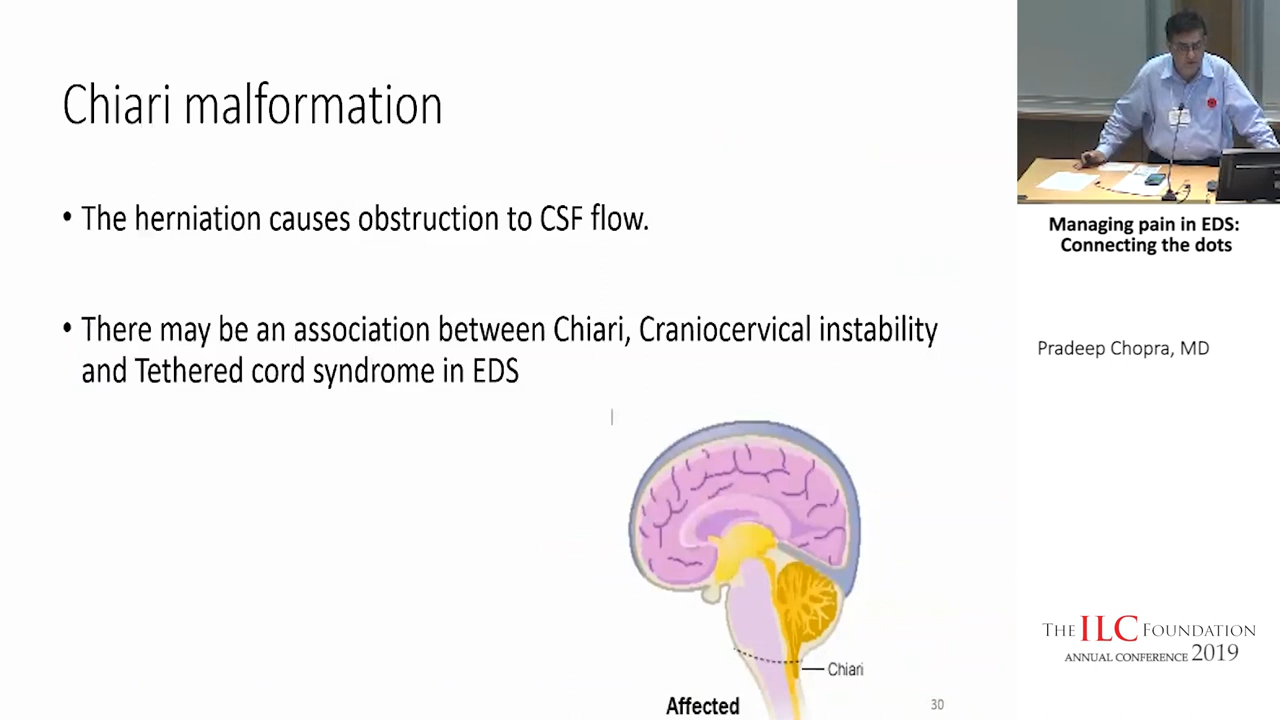 Chiari malformation
• The herniation causes obstruction to CSF flow.
• There may be an association between Chiari, Craniocervical instability
and Tethered cord syndrome in EDS
Chiari
Affected
30
Managing pain in EDS:
Connecting the dots
Pradeep Chopra, MD
THE ILC FOUNDATION
ANNUAL CONFERENCE 2019